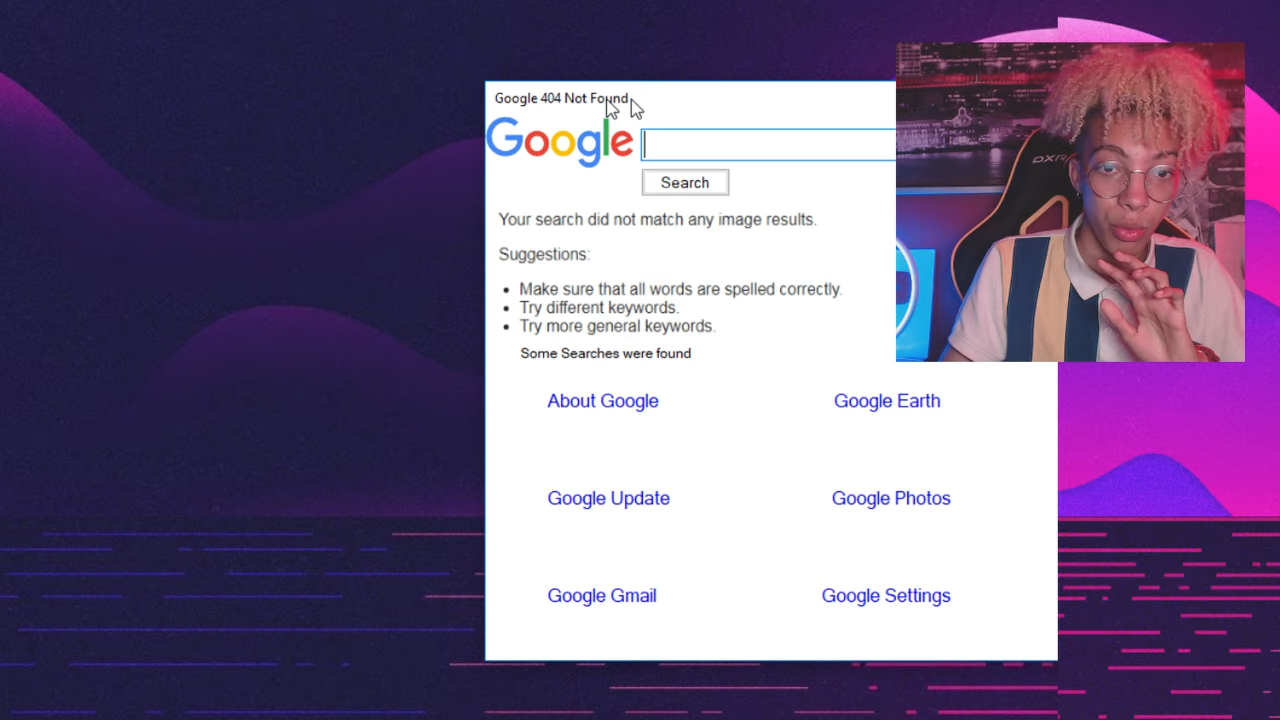 Google 404 Not Found
Google
Search
Your search did not match any image results.
Suggestions:
Make sure that all words are spelled correctly.
Try different keywords.
Try more general keywords.
Some Searches were found
About Google
Google Earth
Google Update
Google Photos
Google Gmail
Google Settings